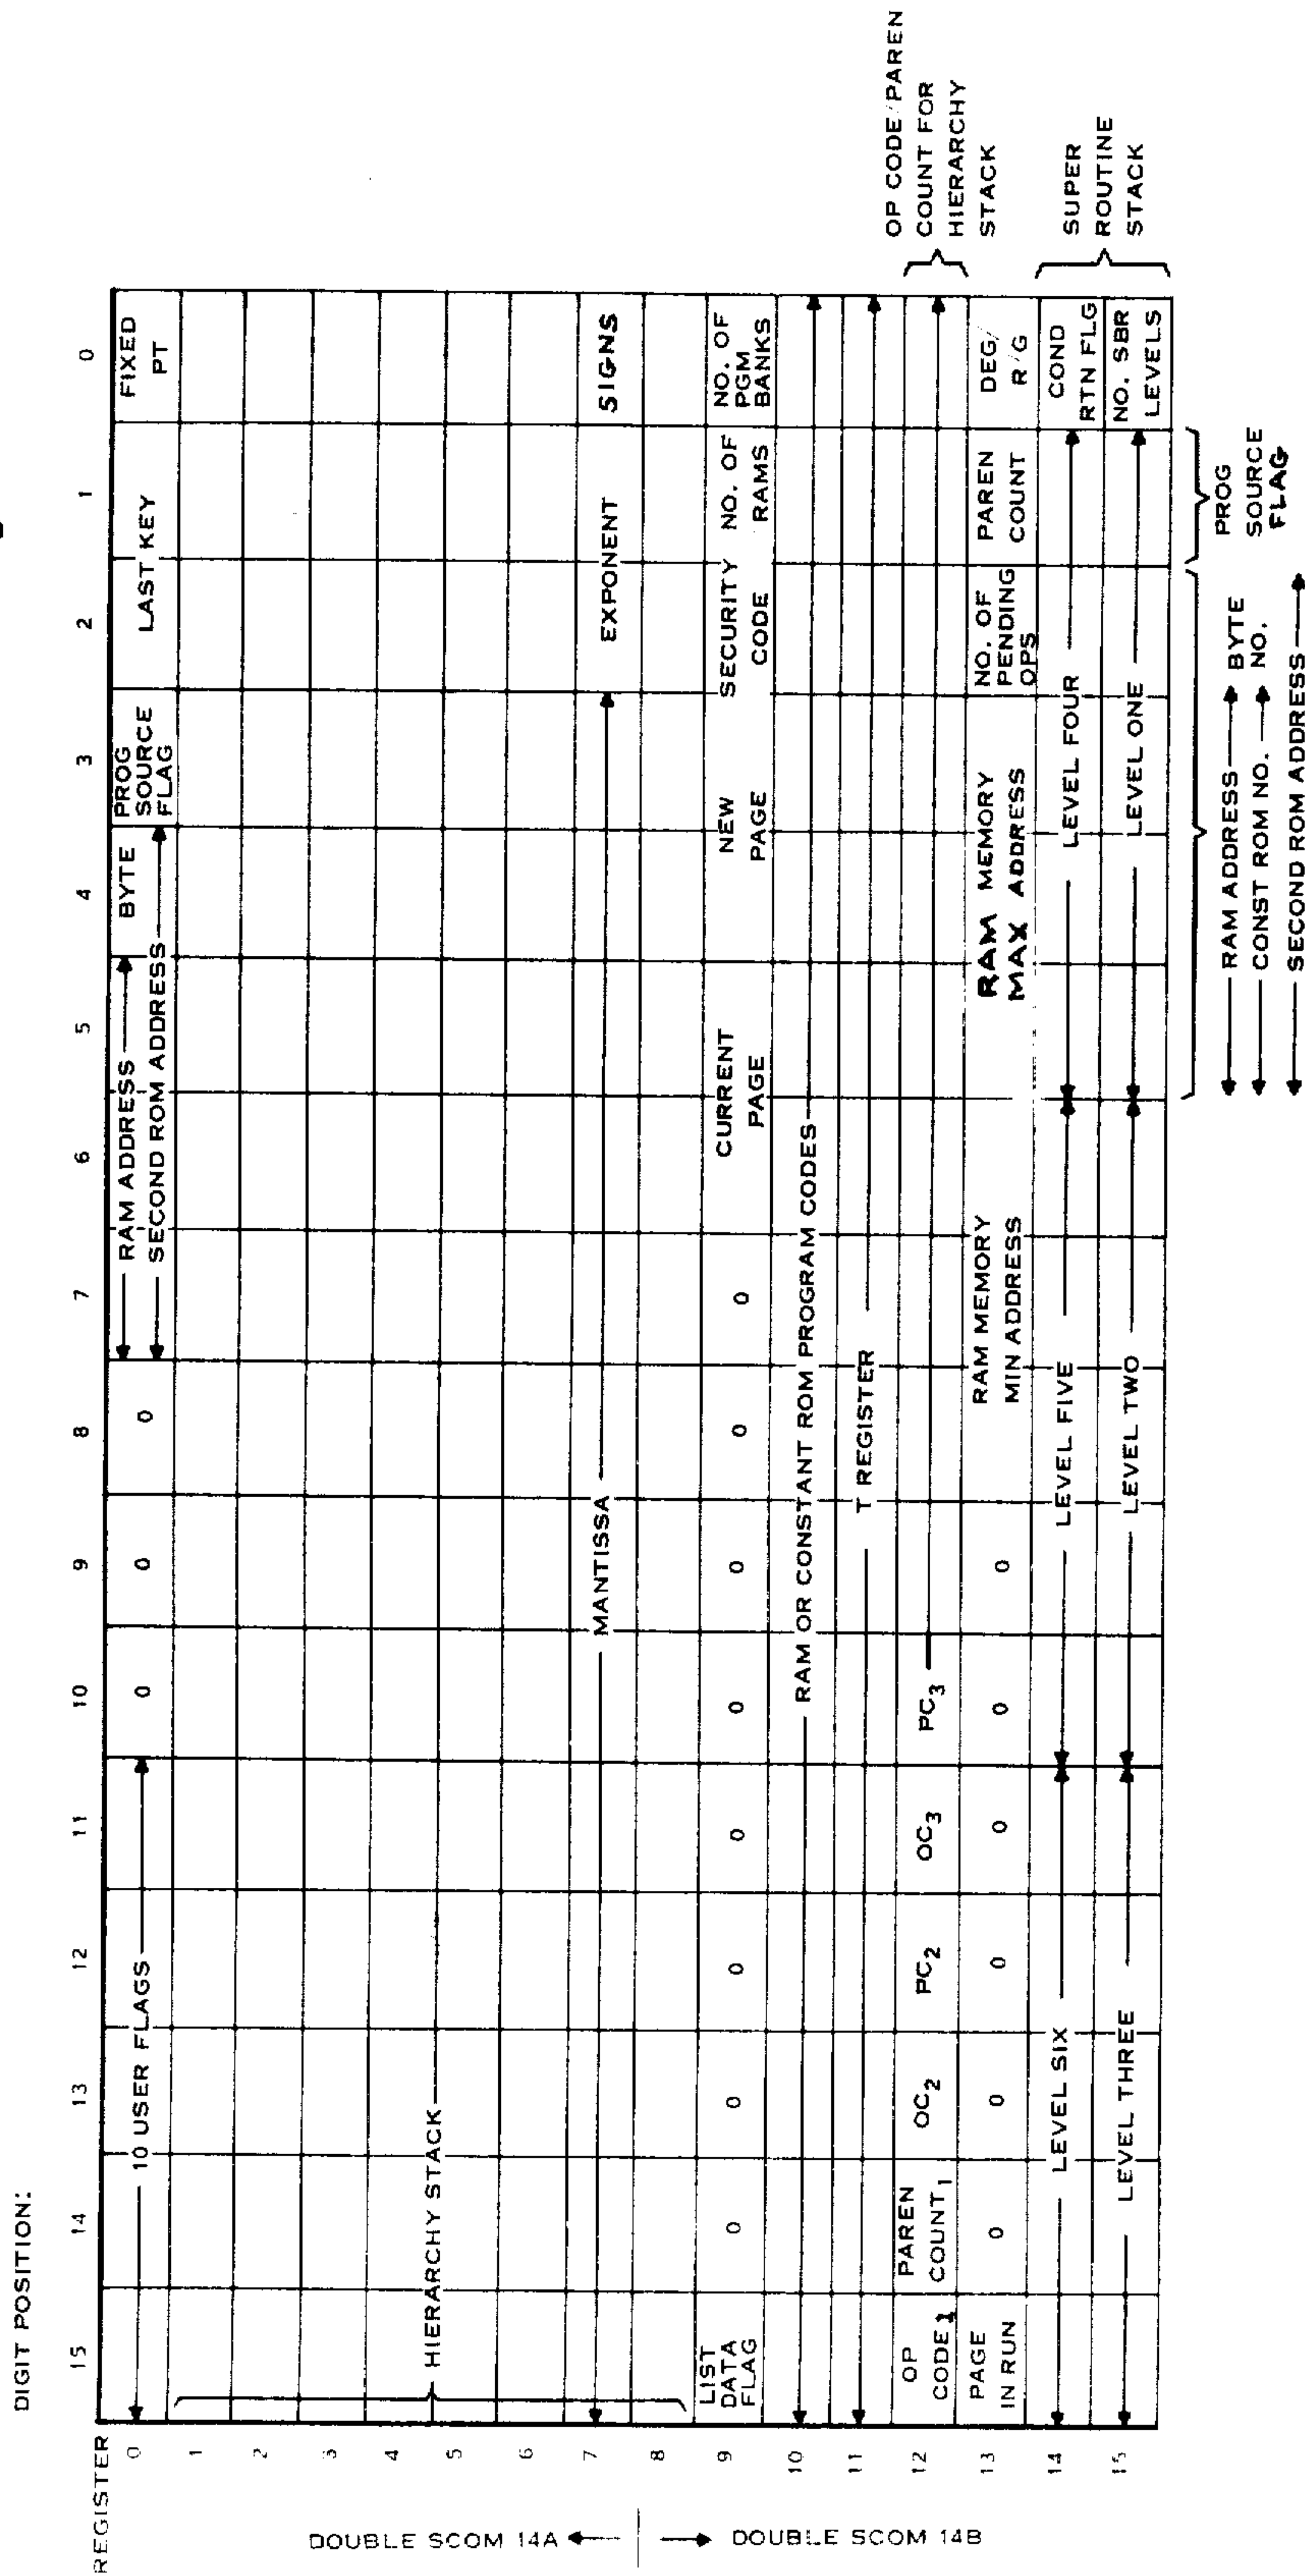 DIGIT POSITION:
REGISTER
15 14 13 12 11 10 9 8 7 6 5 4 3 2 1 0
0
10 USER FLAGS
0 0 0
RAM ADDRESS
BYTE
SECOND ROM ADDRESS
PROG
SOURCE
FLAG
LAST KEY
FIXED
PT
1
2
3
4
5
6
HIERARCHY STACK
7
MANTISSA
EXPONENT
SIGNS
8
9
LIST
DATA
FLAG
0 0 0 0 0 0 0 0
CURRENT
PAGE
NEW
PAGE
SECURITY
CODE
NO. OF
RAMS
NO. OF
PGM
BANKS
10
RAM OR CONSTANT ROM PROGRAM CODES
11
T REGISTER
12
OP
CODE1
PAREN
COUNT1
OC2
PC2
OC3
PC3
13
PAGE
IN RUN
0 0 0 0 0 0
RAM MEMORY
MIN ADDRESS
RAM MEMORY
MAX ADDRESS
NO. OF
PENDING
OPS
PAREN
COUNT
DEG/
R/G
14
LEVEL SIX
LEVEL FIVE
LEVEL FOUR
COND
RTN FLG
15
LEVEL THREE
LEVEL TWO
LEVEL ONE
NO. SBR
LEVELS
OP CODE/PAREN
COUNT FOR
HIERARCHY
STACK
SUPER
ROUTINE
STACK
RAM ADDRESS BYTE
CONST ROM NO. NO.
SECOND ROM ADDRESS
PROG
SOURCE
FLAG
DOUBLE SCOM 14A
DOUBLE SCOM 14B